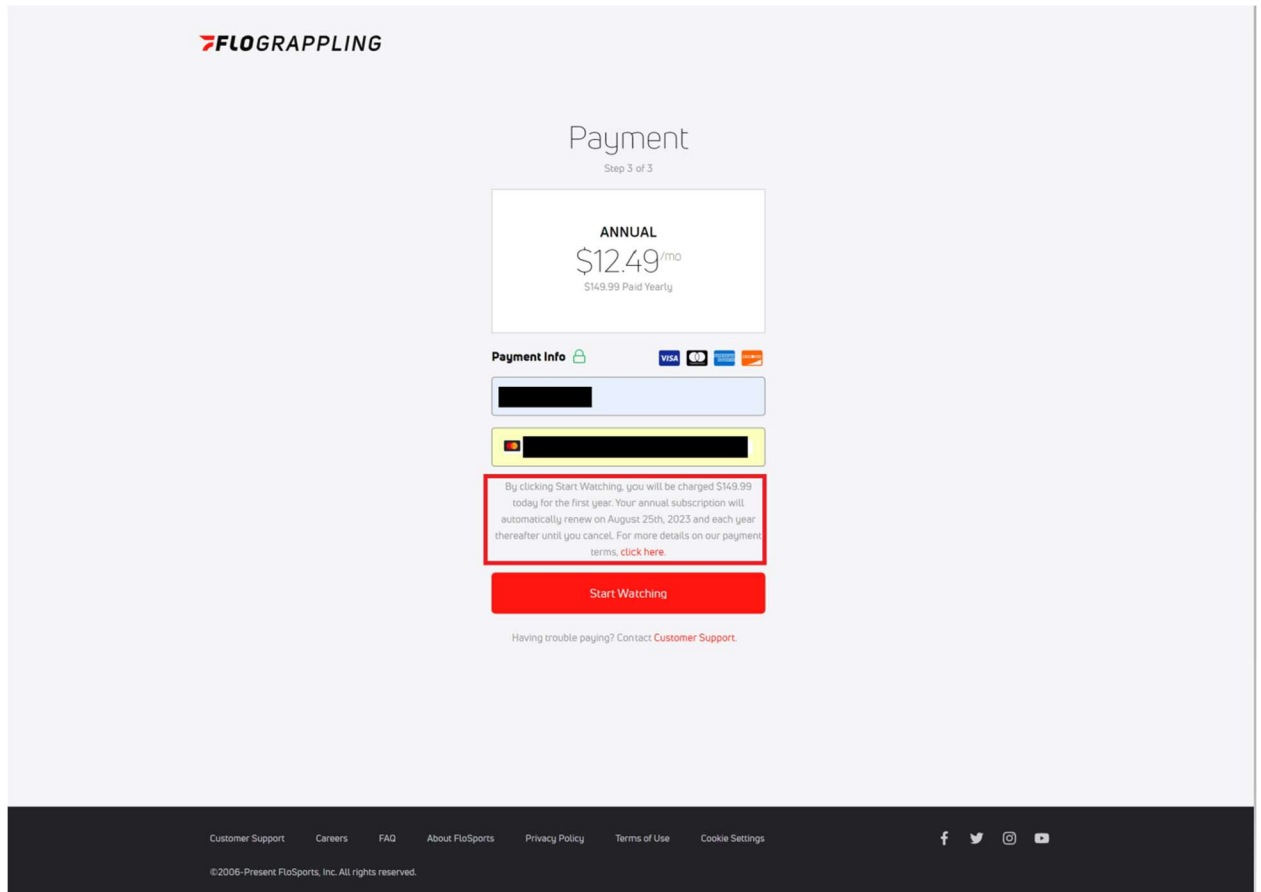 FLOGRAPPLING
Payment
Step 3 of 3
ANNUAL
$12.49/mo
$149.99 Paid Yearly
Payment Info
VISA
By clicking Start Watching, you will be charged $149.99
today for the first year. Your annual subscription will
automatically renew on August 25th, 2023 and each year
thereafter until you cancel. For more details on our payment
terms, click here.
Start Watching
Having trouble paying? Contact Customer Support.
Customer Support Careers FAQ About FloSports Privacy Policy Terms of Use Cookie Settings
©2006-Present FloSports, Inc. All rights reserved.